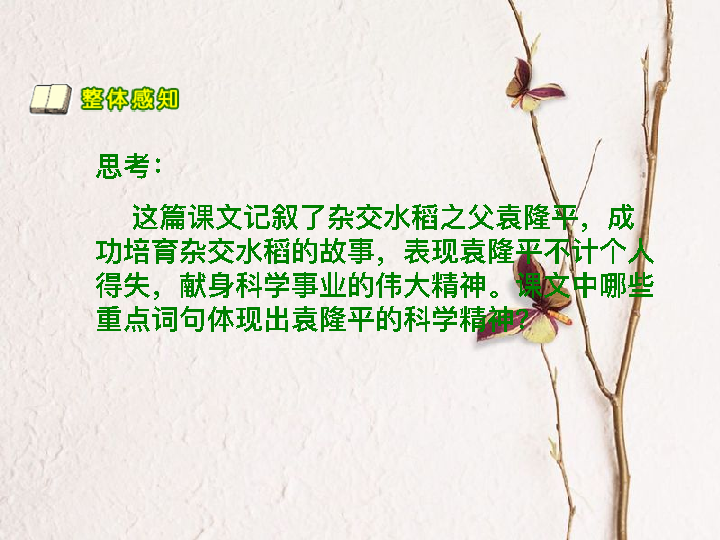 整体感知
思考：
这篇课文记叙了杂交水稻之父袁隆平，成
功培育杂交水稻的故事，表现袁隆平不计个人
得失，献身科学事业的伟大精神。课文中哪些
重点词句体现出袁隆平的科学精神？